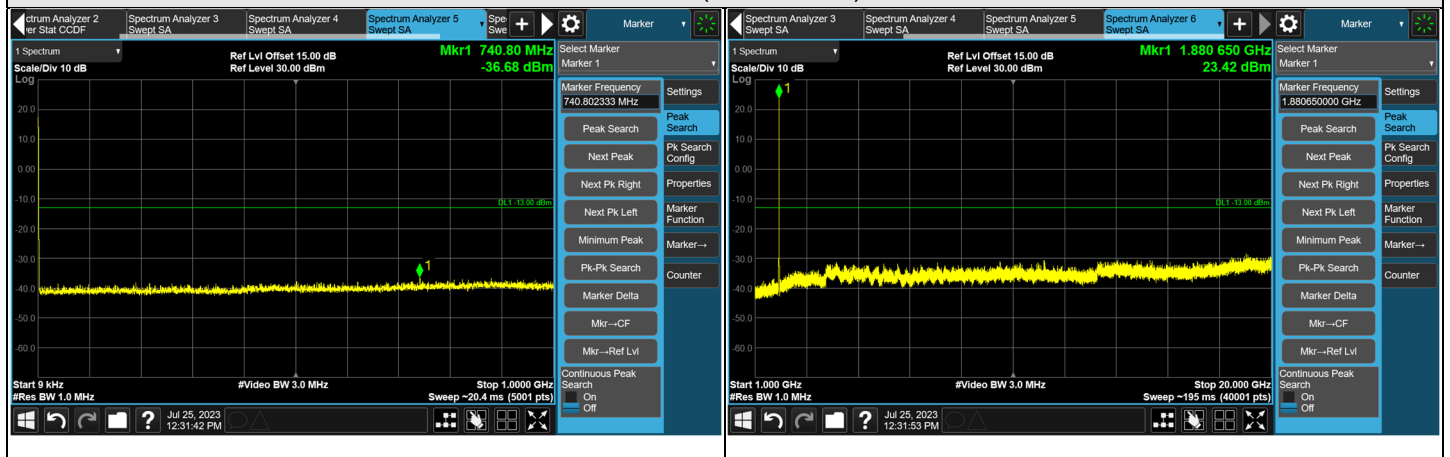 ctrum Analyzer 2
Spectrum Analyzer 3
Swept SA
Spectrum Analyzer 4
Swept SA
Spectrum Analyzer 5
Swept SA
Spe
Swe
er Stat CCDF
Marker
1 Spectrum
Scale/Div 10 dB
Log
Ref Lvl Offset 15.00 dB
Ref Level 30.00 dBm
Mkr1 740.80 MHz
-36.68 dBm
20.0
10.0
0.00
-10.0
-20.0
-30.0
-40.0
-50.0
-60.0
DL1 -13.00 dBm
1
Start 9 kHz
#Res BW 1.0 MHz
#Video BW 3.0 MHz
Stop 1.0000 GHz
Sweep ~20.4 ms (5001 pts)
Select Marker
Marker 1
Marker Frequency
740.802333 MHz
Peak Search
Next Peak
Next Pk Right
Next Pk Left
Minimum Peak
Pk-Pk Search
Marker Delta
Mkr→CF
Mkr→Ref Lvl
Continuous Peak
Search
On
Off
Settings
Peak
Search
Pk Search
Config
Properties
Marker
Function
Marker→
Counter
?
Jul 25, 2023
12:31:42 PM
Spectrum Analyzer 3
Swept SA
Spectrum Analyzer 4
Swept SA
Spectrum Analyzer 5
Swept SA
Spectrum Analyzer 6
Swept SA
Marker
1 Spectrum
Scale/Div 10 dB
Log
Ref Lvl Offset 15.00 dB
Ref Level 30.00 dBm
Mkr1 1.880 650 GHz
23.42 dBm
20.0
10.0
0.00
-10.0
-20.0
-30.0
-40.0
-50.0
-60.0
DL1 -13.00 dBm
1
Start 1.000 GHz
#Res BW 1.0 MHz
#Video BW 3.0 MHz
Stop 20.000 GHz
Sweep ~195 ms (40001 pts)
Select Marker
Marker 1
Marker Frequency
1.880650000 GHz
Peak Search
Next Peak
Next Pk Right
Next Pk Left
Minimum Peak
Pk-Pk Search
Marker Delta
Mkr→CF
Mkr→Ref Lvl
Continuous Peak
Search
On
Off
Settings
Peak
Search
Pk Search
Config
Properties
Marker
Function
Marker→
Counter
?
Jul 25, 2023
12:31:53 PM